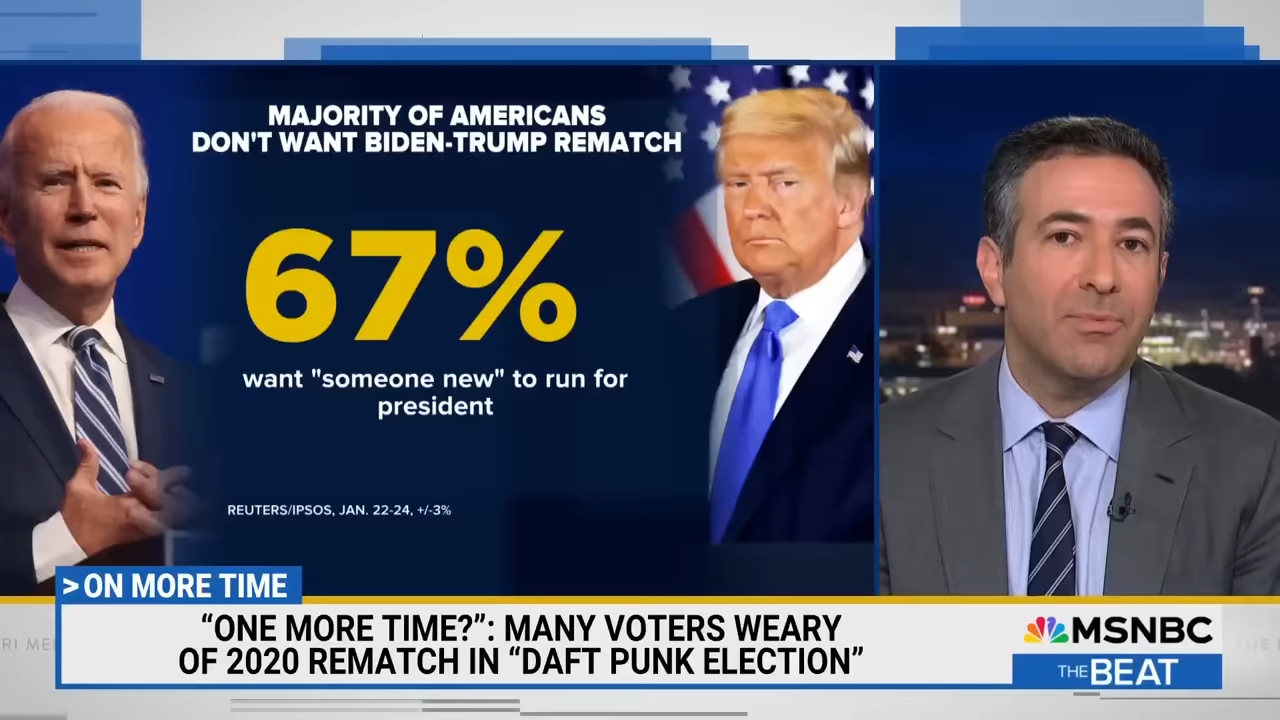 MAJORITY OF AMERICANS
DON'T WANT BIDEN-TRUMP REMATCH
67%
want "someone new" to run for
president
REUTERS/IPSOS, JAN. 22-24, +/-3%
>ON MORE TIME
“ONE MORE TIME?”: MANY VOTERS WEARY
OF 2020 REMATCH IN “DAFT PUNK ELECTION”
MSNBC
THE BEAT